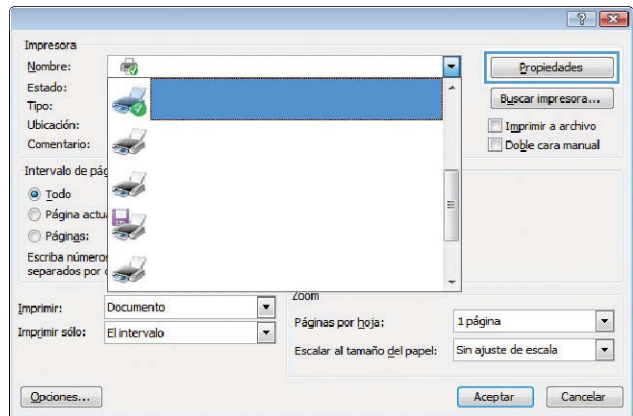 Impresora
Nombre:
Propiedades
Estado:
Tipo:
Buscar impresora...
Ubicación:
Imprimir a archivo
Comentario:
Doble cara manual
Intervalo de pág
Todo
Página actu
Páginas:
Escriba número
separados por
Imprimir: Documento
Imprimir sólo: El intervalo
Zoom
Páginas por hoja: 1 página
Escalar al tamaño del papel: Sin ajuste de escala
Opciones...
Aceptar
Cancelar